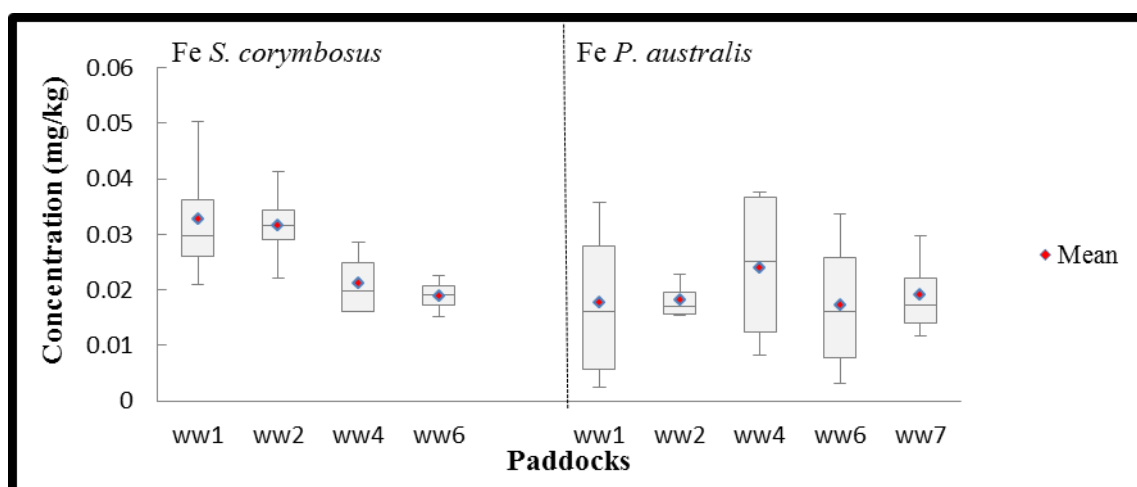 Fe S. corymbosus
Fe P. australis
0.06
0.05
0.04
0.03
0.02
0.01
0
Concentration (mg/kg)
Mean
ww1 ww2 ww4 ww6 ww1 ww2 ww4 ww6 ww7
Paddocks